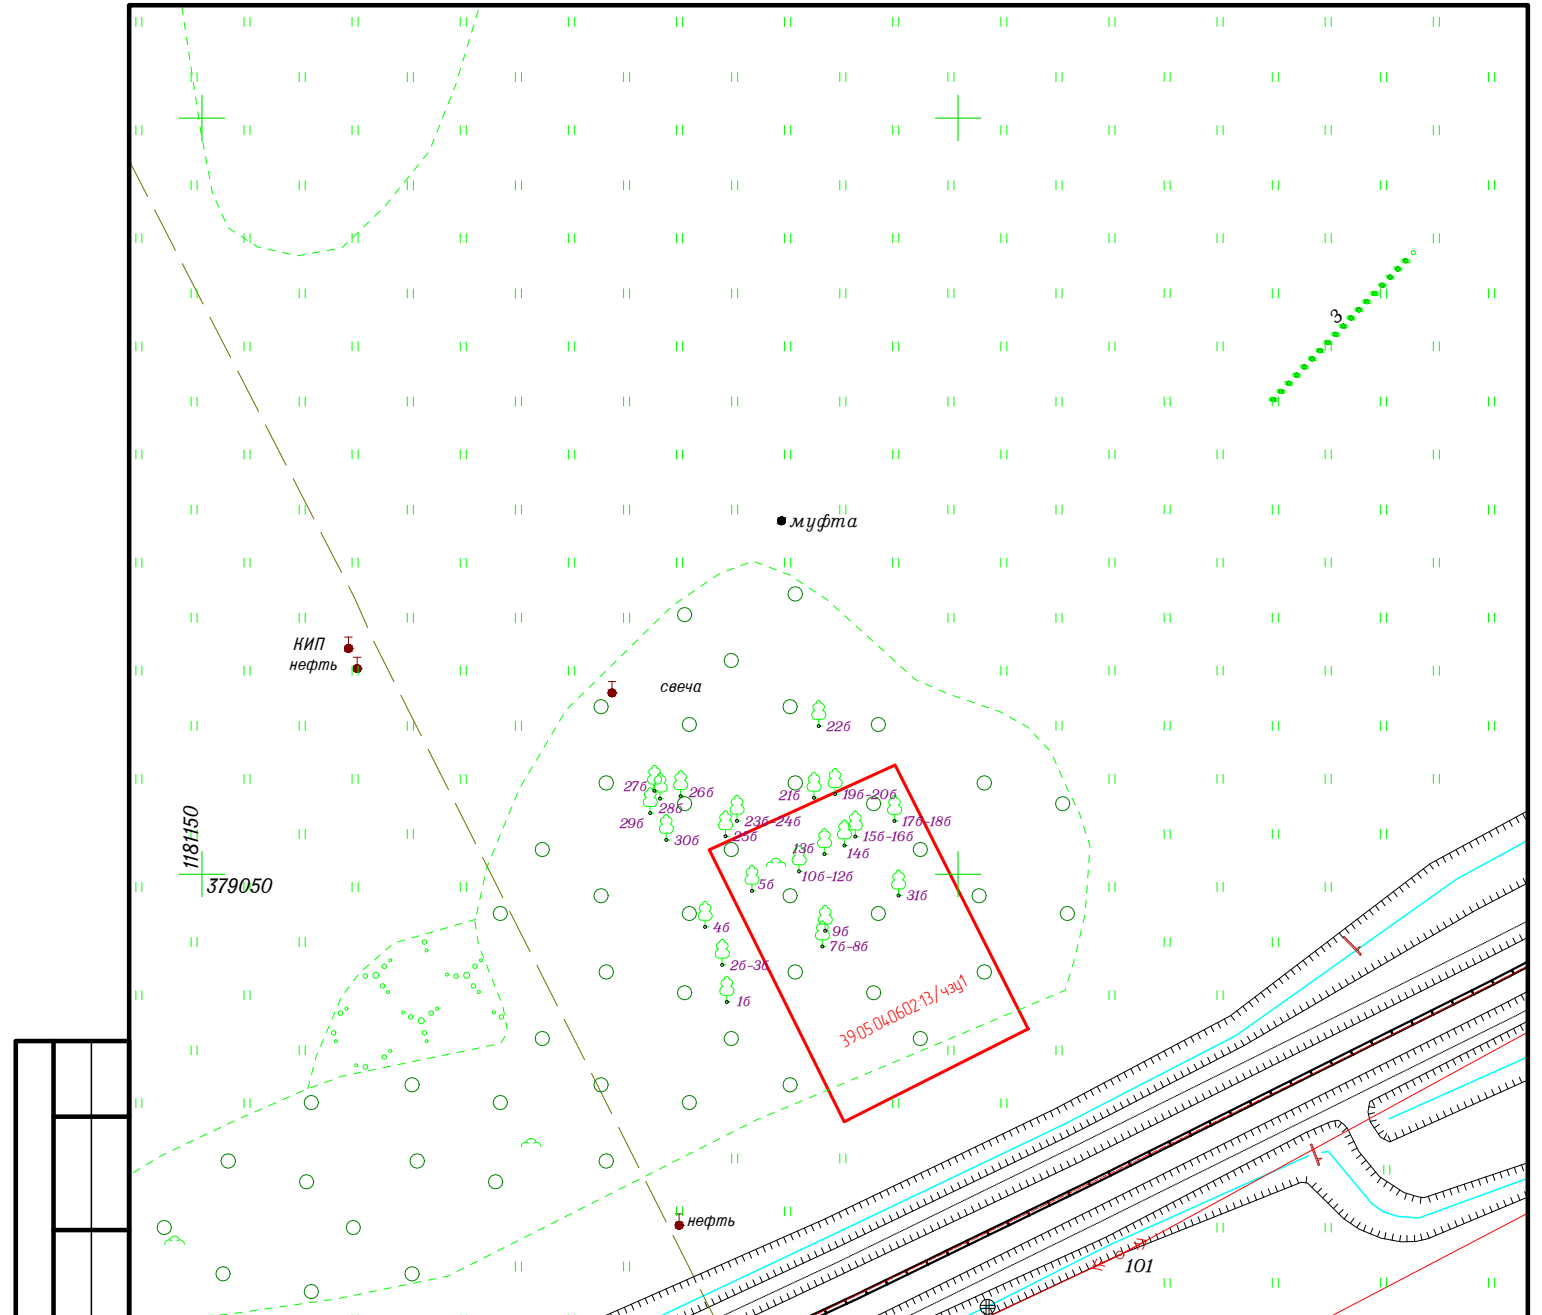 3
муфта
КИП
нефть
свеча
22б
27б
26б
28б
29б
30б
21б
19б-20б
23б-24б
25б
17б-18б
15б-16б
13б
14б
10б-12б
5б
31б
1181150
379050
4б
9б
7б-8б
2б-3б
1б
39:05:040602:13/чзу1
нефть
101